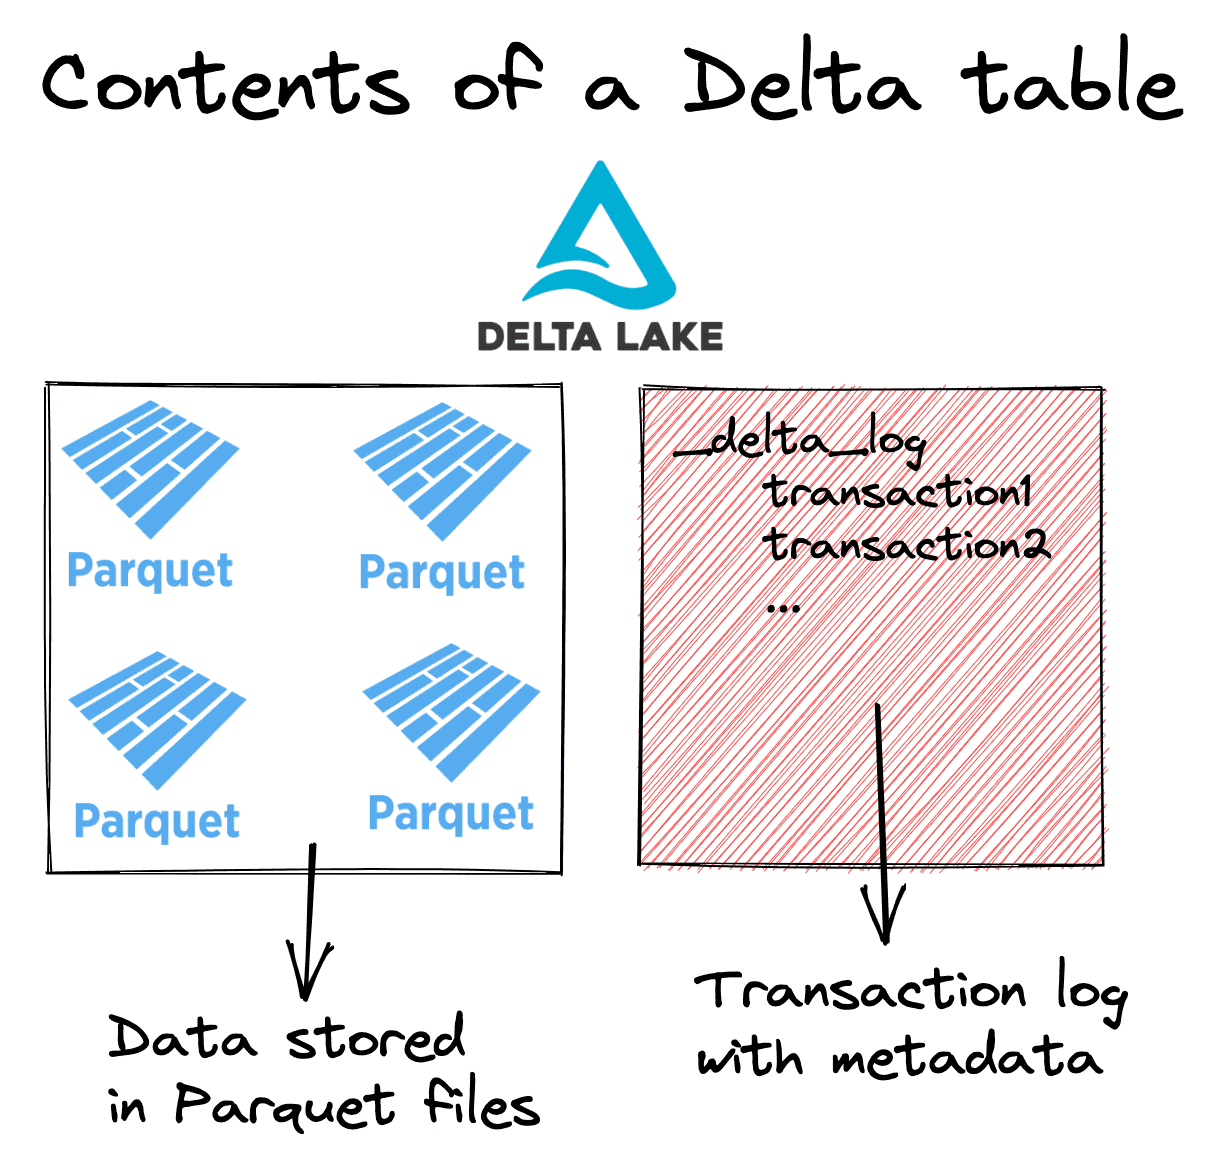 Contents of a Delta table
DELTA LAKE
Parquet
Parquet
Parquet
Parquet
_delta_log
transaction1
transaction2
...
Data stored
in Parquet files
Transaction log
with metadata